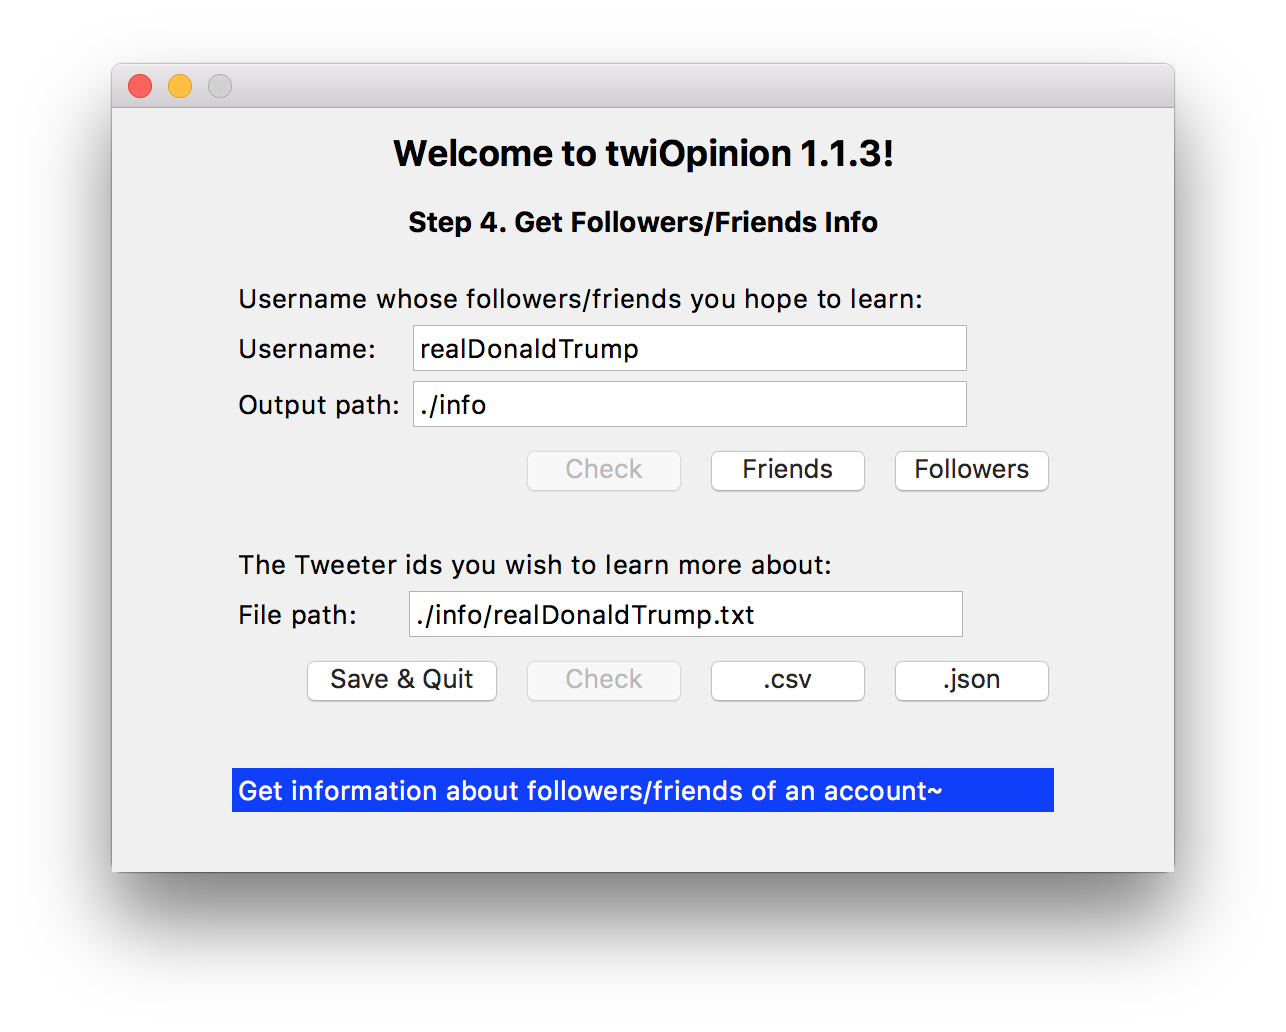 Welcome to twiOpinion 1.1.3!
Step 4. Get Followers/Friends Info
Username whose followers/friends you hope to learn:
Username: realDonaldTrump
Output path: ./info
Check Friends Followers
The Tweeter ids you wish to learn more about:
File path: ./info/realDonaldTrump.txt
Save & Quit Check .csv .json
Get information about followers/friends of an account~